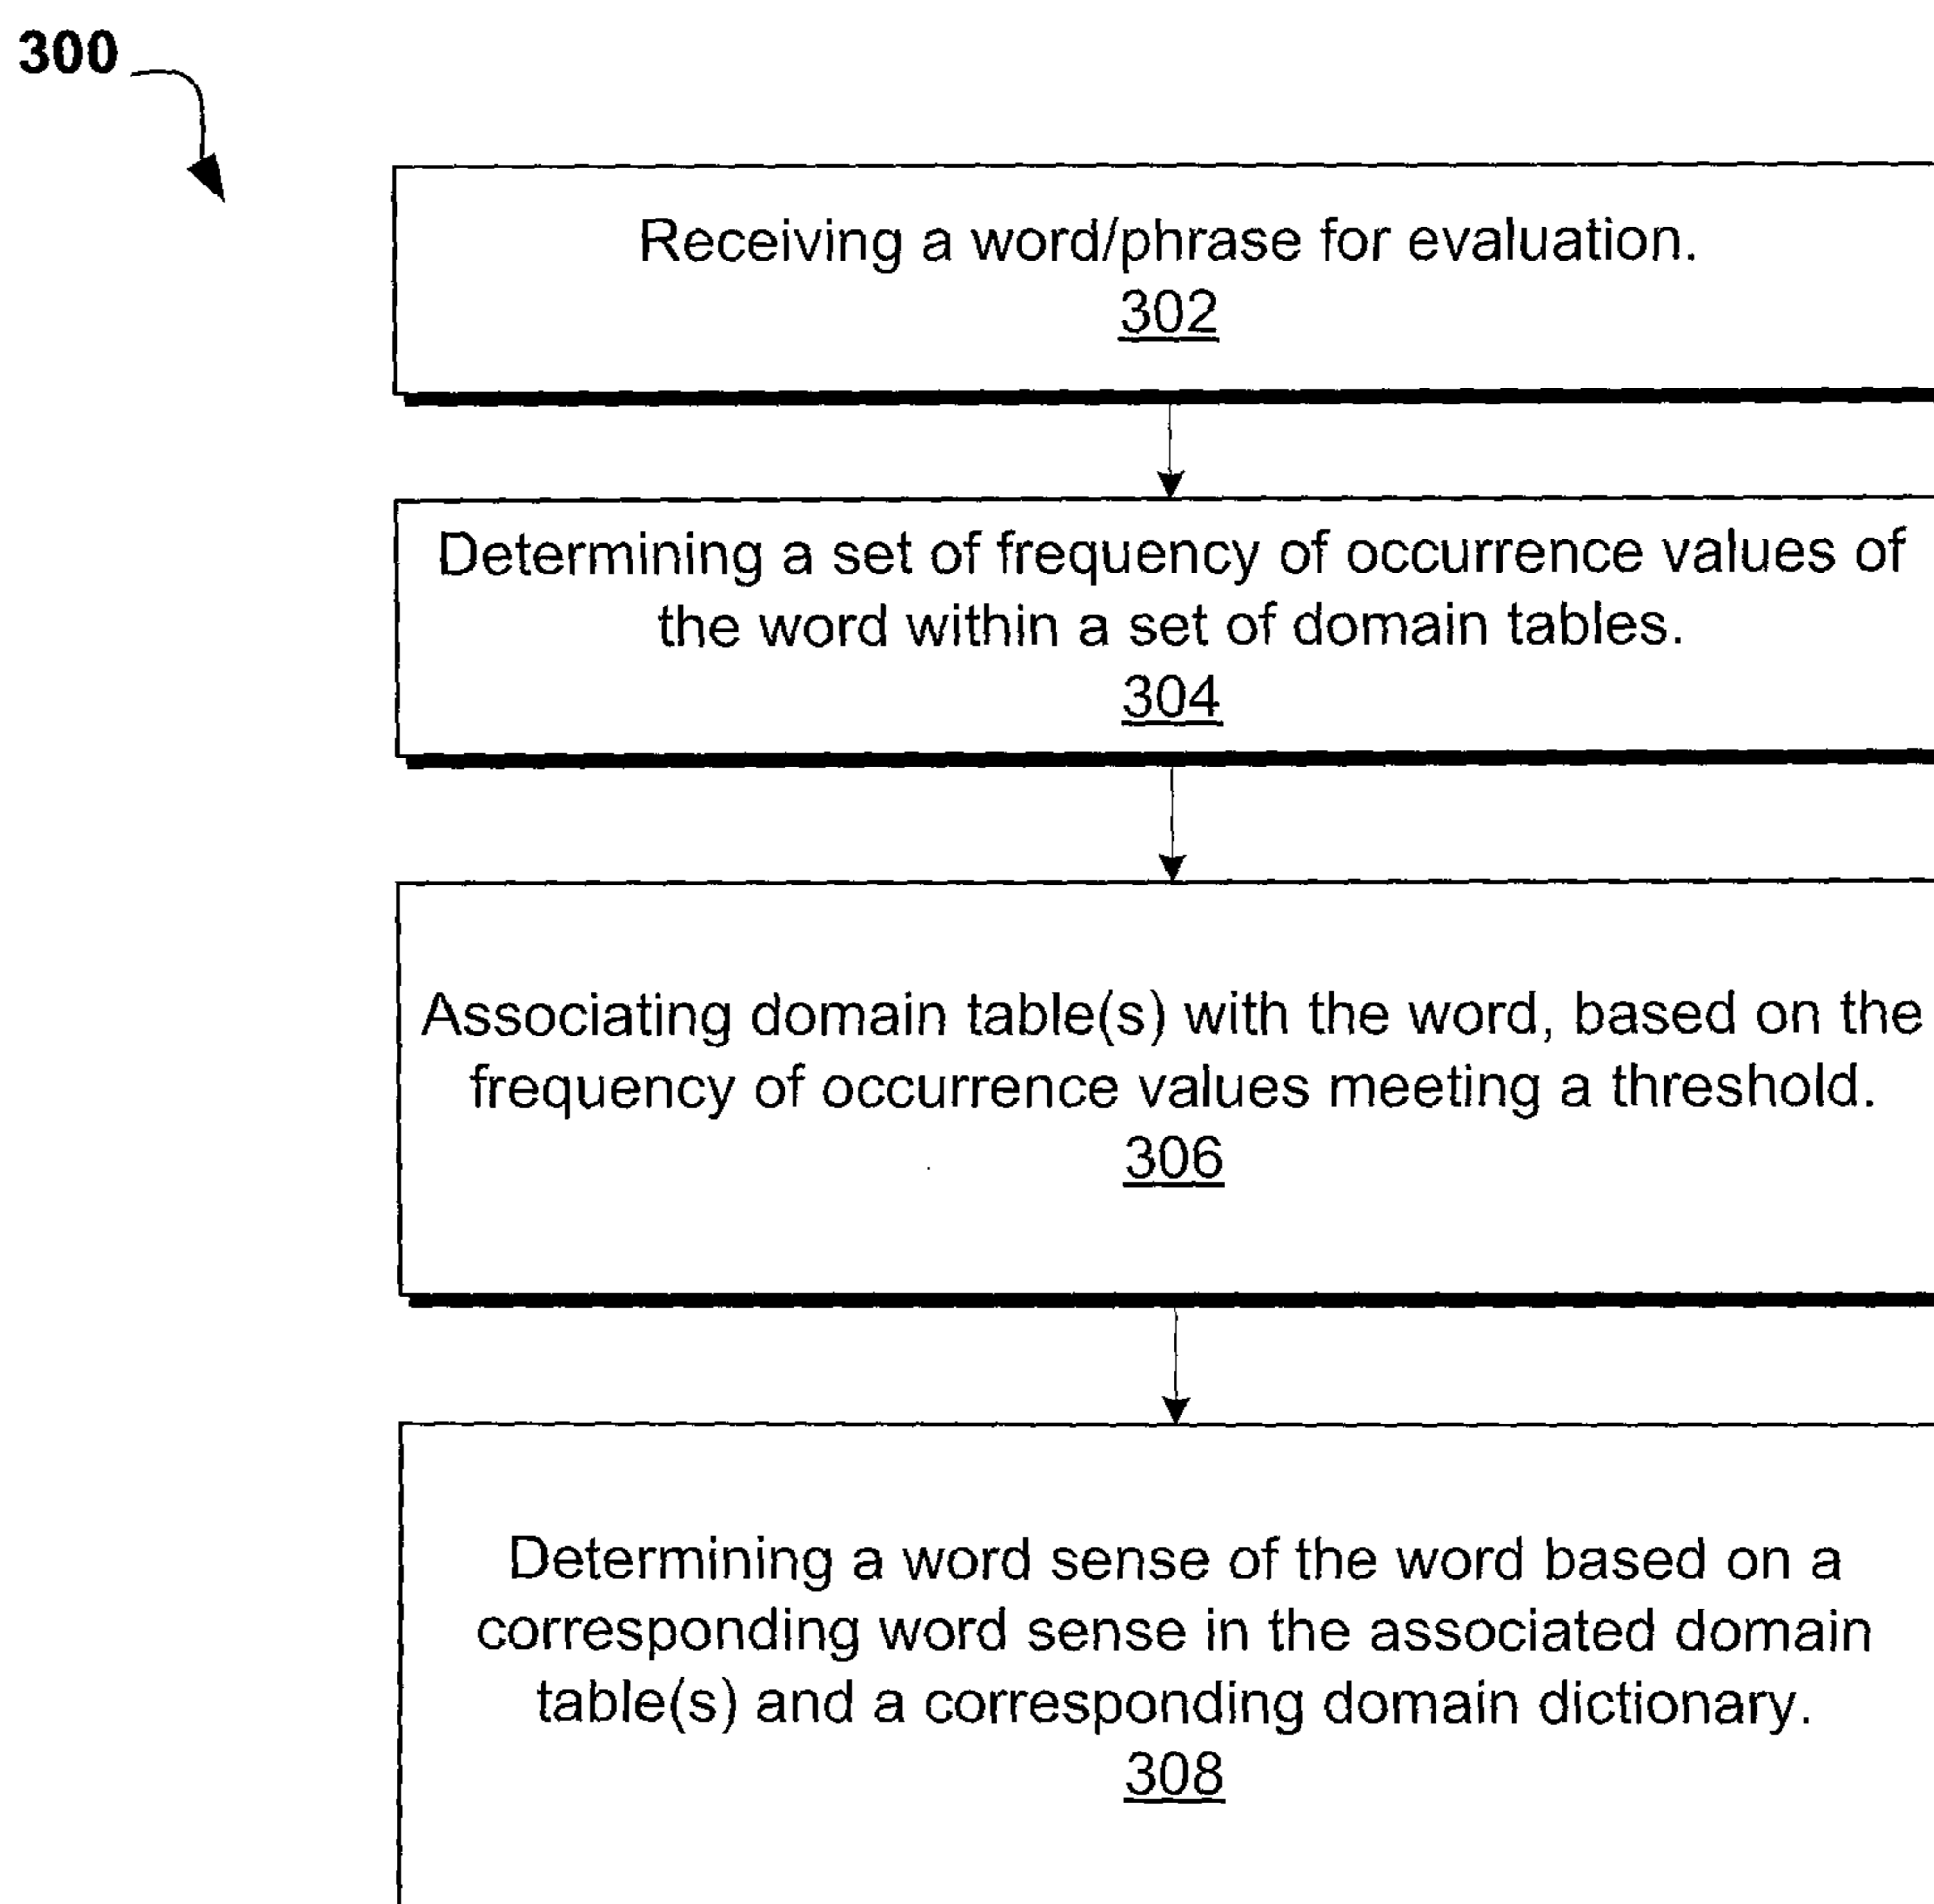 300
Receiving a word/phrase for evaluation.
302
Determining a set of frequency of occurrence values of
the word within a set of domain tables.
304
Associating domain table(s) with the word, based on the
frequency of occurrence values meeting a threshold.
306
Determining a word sense of the word based on a
corresponding word sense in the associated domain
table(s) and a corresponding domain dictionary.
308